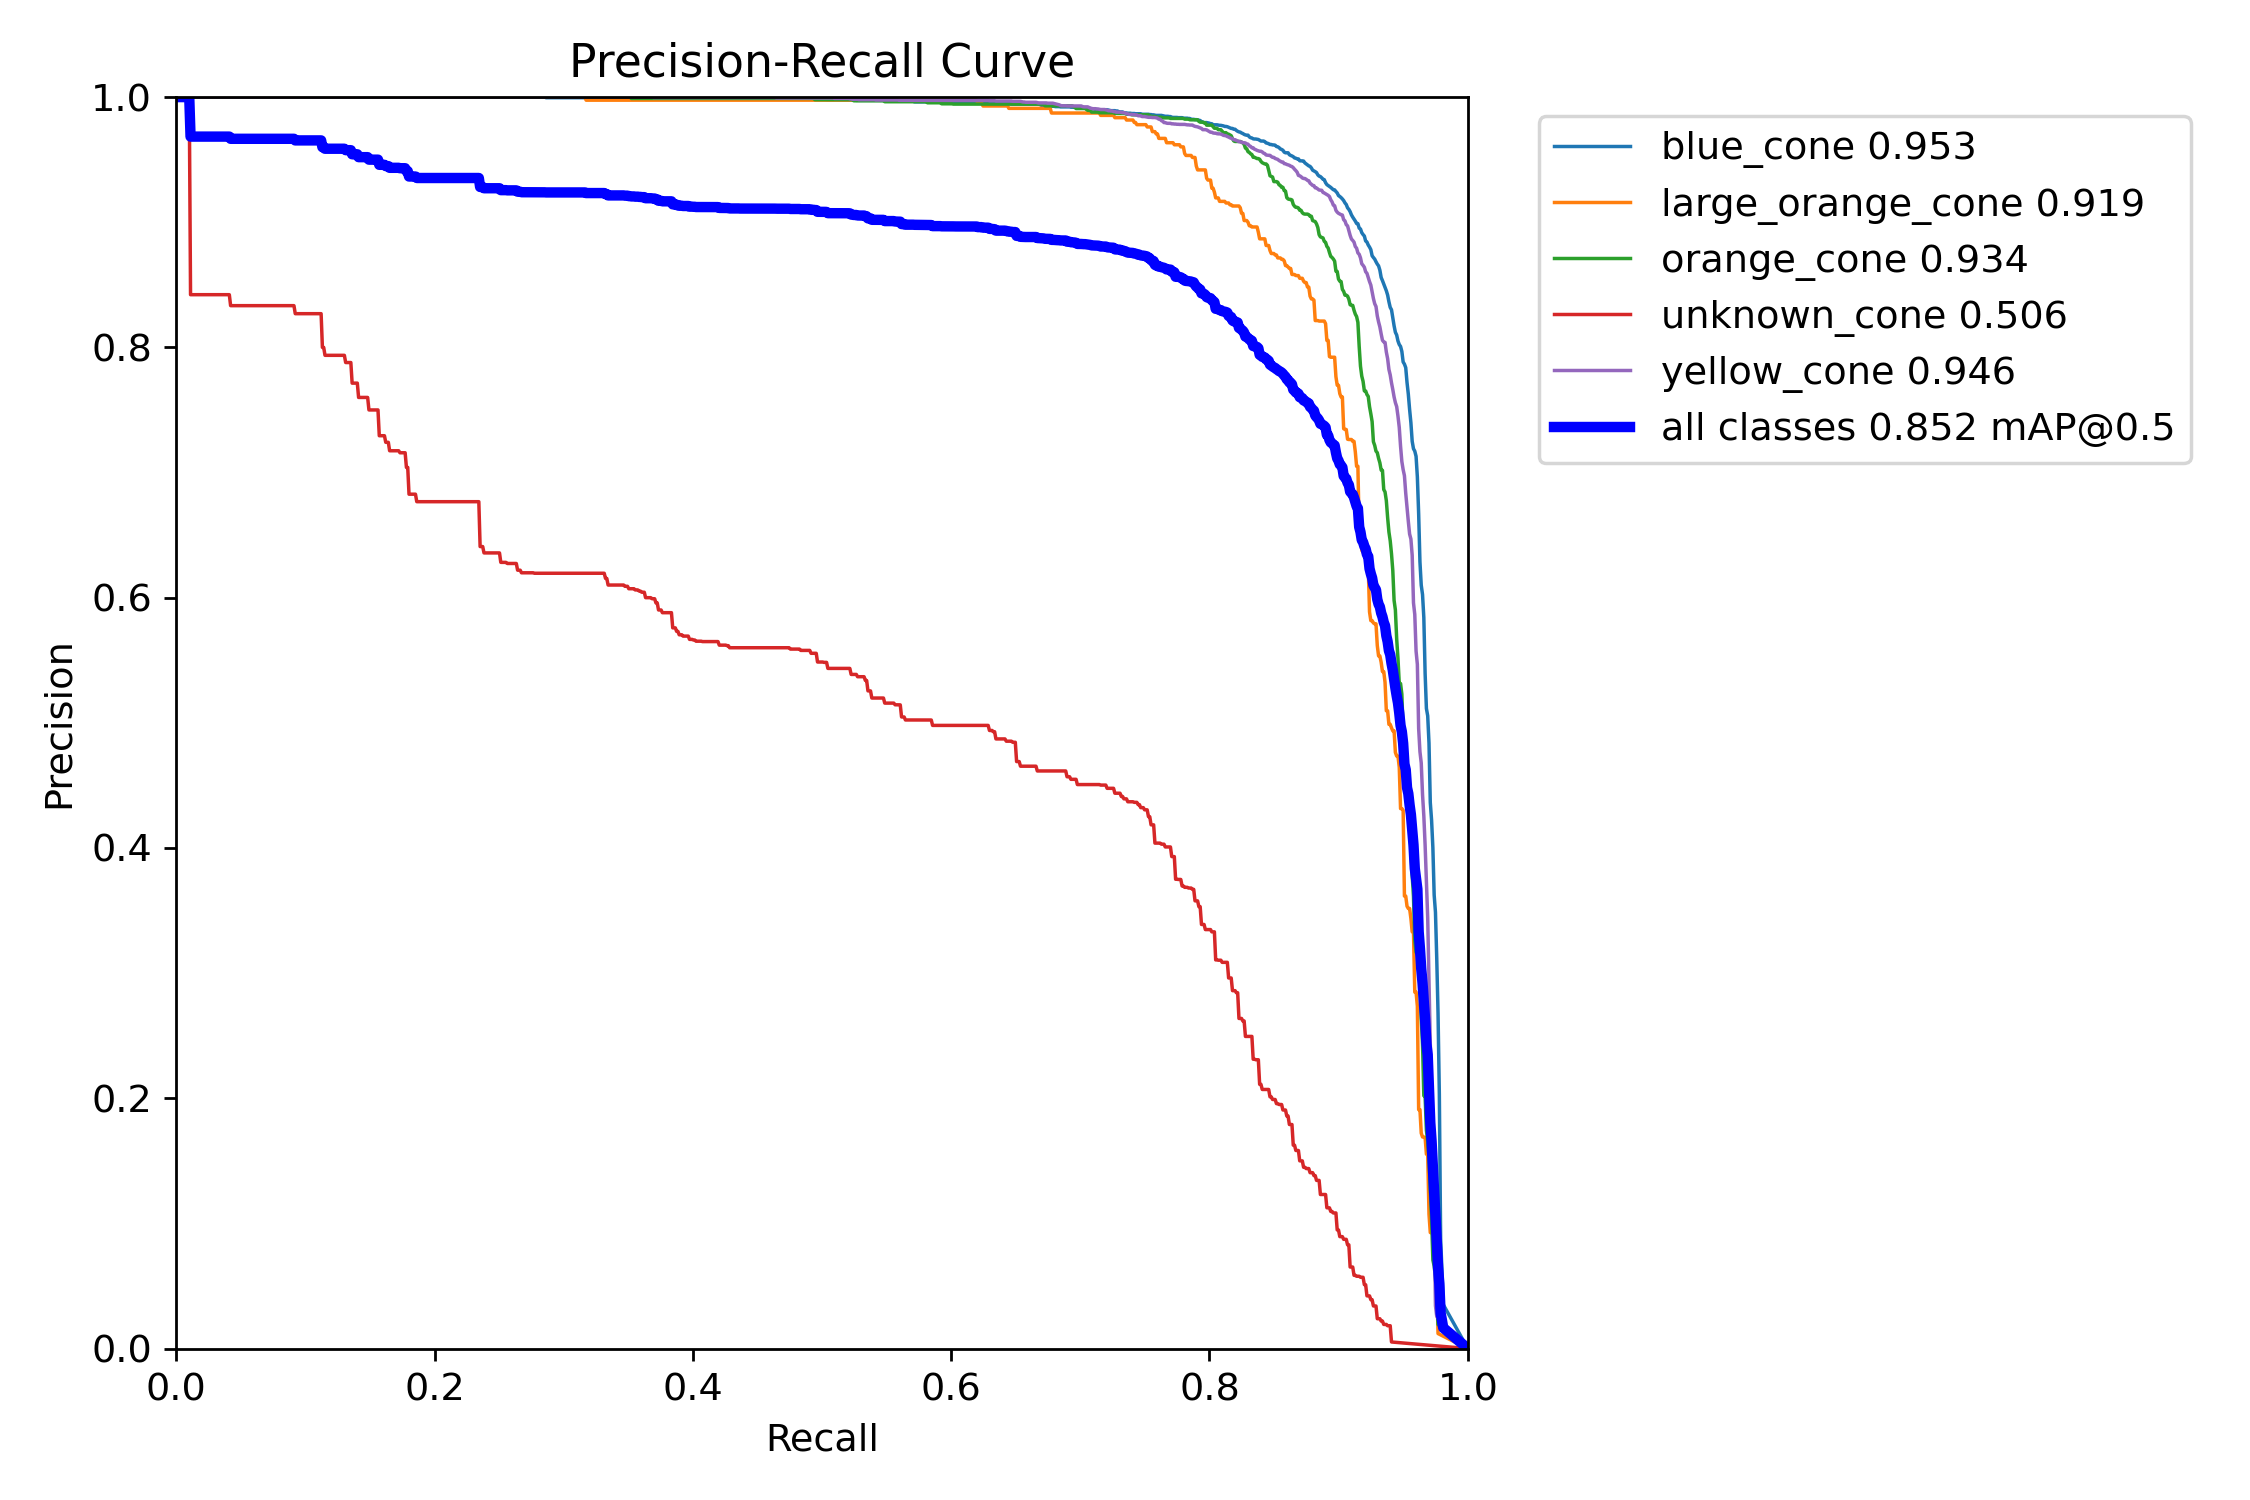 Precision-Recall Curve
1.0
0.8
0.6
0.4
0.2
0.0
Precision
0.0 0.2 0.4 0.6 0.8 1.0
Recall
blue_cone 0.953
large_orange_cone 0.919
orange_cone 0.934
unknown_cone 0.506
yellow_cone 0.946
all classes 0.852 mAP@0.5